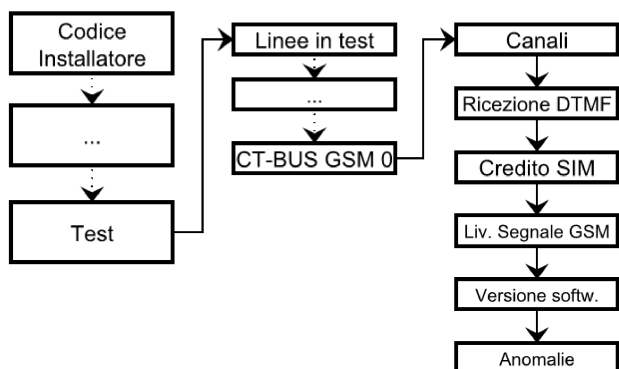 Codice
Installatore
...
Test
Linee in test
...
CT-BUS GSM 0
Canali
Ricezione DTMF
Credito SIM
Liv. Segnale GSM
Versione softw.
Anomalie